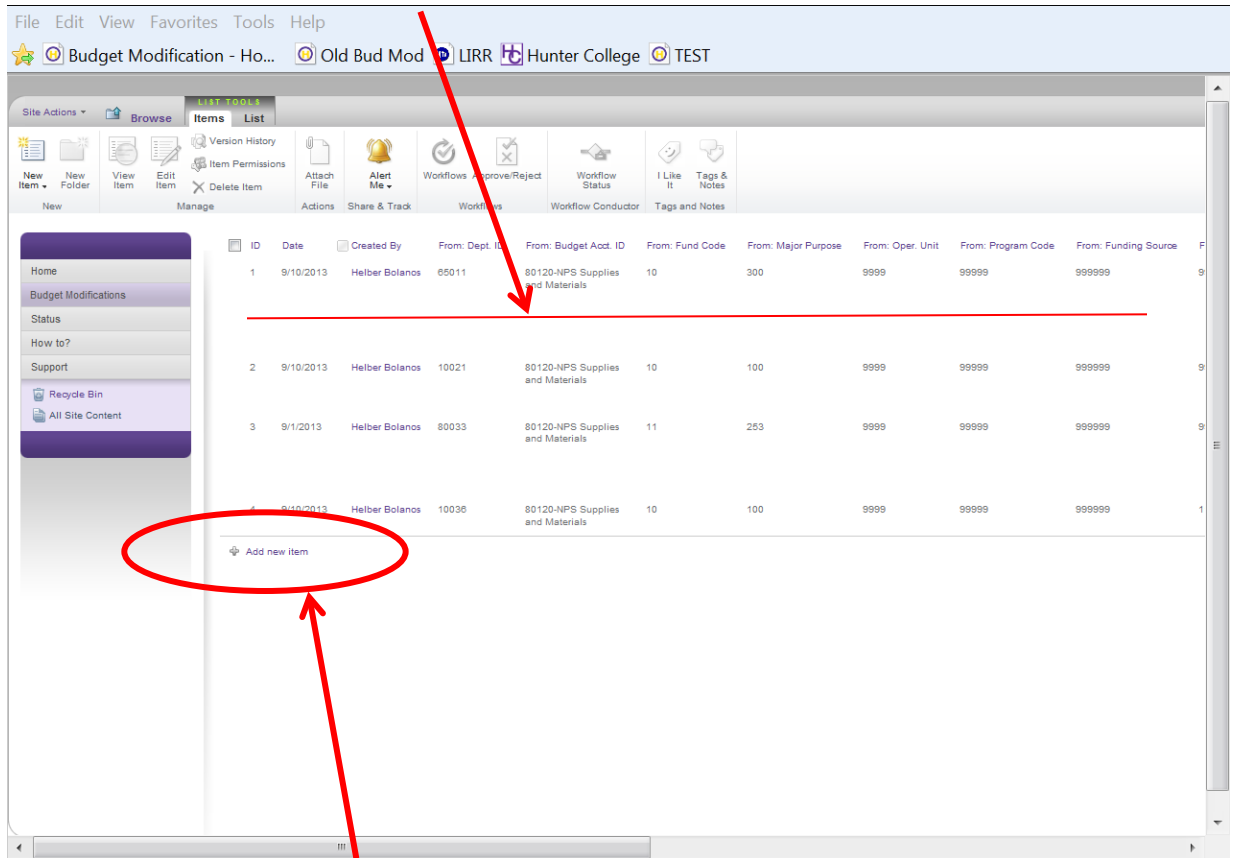 File Edit View Favorites Tools Help
Budget Modification - Ho... Old Bud Mod LIRR Hunter College TEST
LIST TOOLS
Site Actions Browse Items List
Version History
Item Permissions
Delete Item
New Item
New Folder
View Item
Edit Item
Attach File
Alert Me
Workflows
Approve/Reject
Workflow Status
I Like It
Tags & Notes
New Manage Actions Share & Track Workflows Workflow Conductor Tags and Notes
ID Date Created By From: Dept. ID From: Budget Acct. ID From: Fund Code From: Major Purpose From: Oper. Unit From: Program Code From: Funding Source F
Home
Budget Modifications
Status
How to?
Support
Recycle Bin
All Site Content
1 9/10/2013 Helber Bolanos 65011 80120-NPS Supplies 10 300 9999 99999 999999 9
and Materials
2 9/10/2013 Helber Bolanos 10021 80120-NPS Supplies 10 100 9999 99999 999999 9
and Materials
3 9/1/2013 Helber Bolanos 80033 80120-NPS Supplies 11 253 9999 99999 999999 9
and Materials
4 9/10/2013 Helber Bolanos 10036 80120-NPS Supplies 10 100 9999 99999 999999 1
and Materials
Add new item